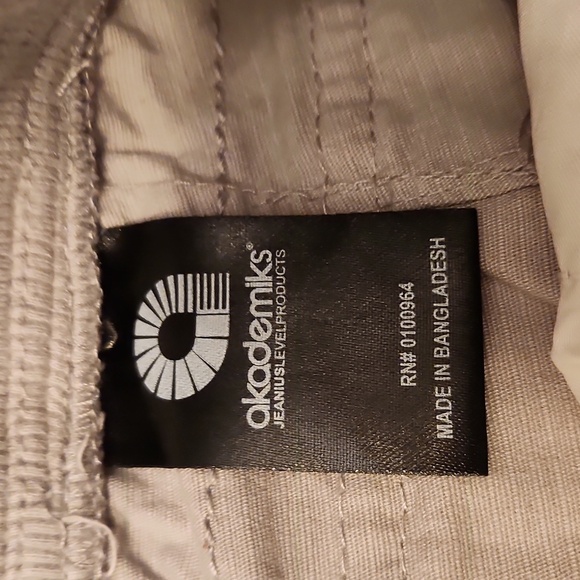 akademiks®
JEANIUSLEVELPRODUCTS
RN# 0100964
MADE IN BANGLADESH